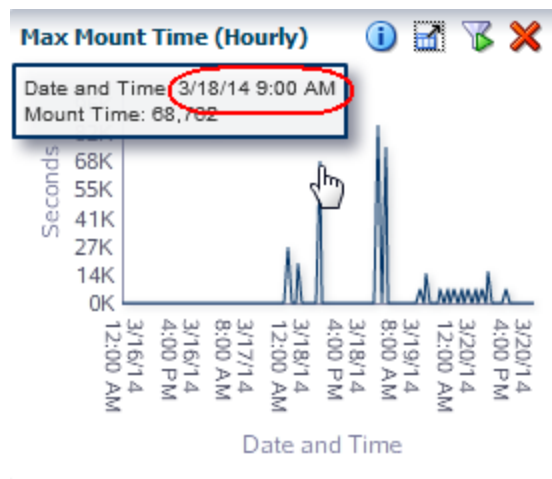 Max Mount Time (Hourly)
Date and Time: 3/18/14 9:00 AM
Mount Time: 68,702
Seconds
68K
55K
41K
27K
14K
0K
3/16/14 12:00 AM
3/16/14 4:00 PM
3/17/14 8:00 AM
3/18/14 12:00 AM
3/18/14 4:00 PM
3/19/14 8:00 AM
3/20/14 12:00 AM
3/20/14 4:00 PM
Date and Time